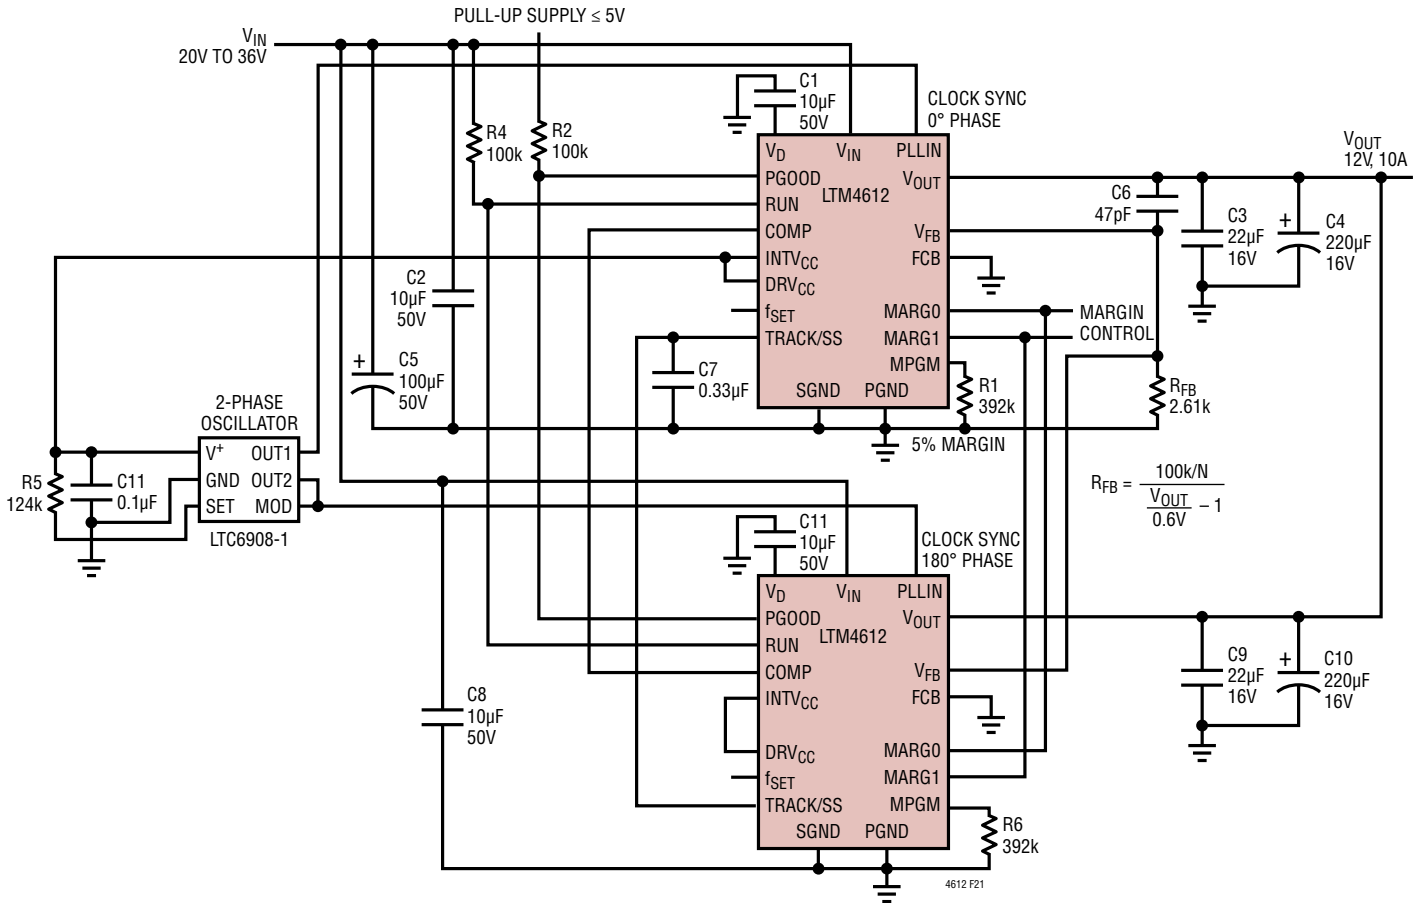 PULL-UP SUPPLY ≤ 5V
VIN
20V TO 36V
C1
10µF
50V
CLOCK SYNC
0° PHASE
R4
100k
R2
100k
VOUT
12V, 10A
VD
VIN
PLLIN
PGOOD
VOUT
LTM4612
RUN
COMP
VFB
INTVCC
FCB
DRVCC
fSET
MARG0
TRACK/SS
MARG1
MPGM
SGND
PGND
C6
47pF
C3
22µF
16V
+
C4
220µF
16V
MARGIN
CONTROL
C2
10µF
50V
+
C5
100µF
50V
C7
0.33µF
R1
392k
RFB
2.61k
5% MARGIN
2-PHASE
OSCILLATOR
V+
OUT1
GND
OUT2
SET
MOD
LTC6908-1
R5
124k
C11
0.1µF
RFB = 100k/N
VOUT
0.6V
– 1
C11
10µF
50V
CLOCK SYNC
180° PHASE
VD
VIN
PLLIN
PGOOD
VOUT
LTM4612
RUN
COMP
VFB
INTVCC
FCB
DRVCC
MARG0
fSET
MARG1
TRACK/SS
MPGM
SGND
PGND
C8
10µF
50V
C9
22µF
16V
+
C10
220µF
16V
R6
392k
4612 F21